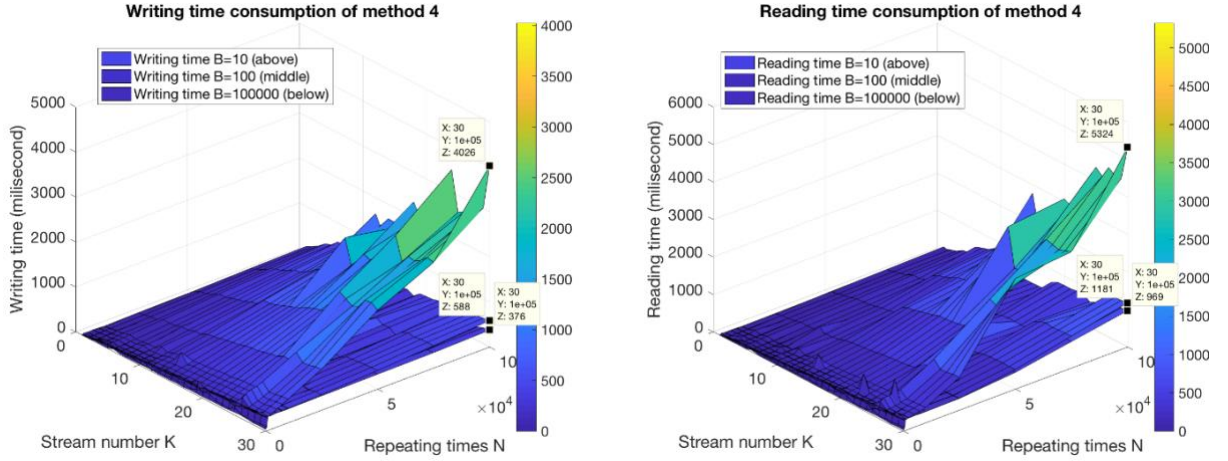 Writing time consumption of method 4
Writing time B=10 (above)
Writing time B=100 (middle)
Writing time B=100000 (below)
5000
4000
3000
2000
1000
0
Writing time (milisecond)
0
10
20
30
Stream number K
0
5
10
×10⁴
Repeating times N
X: 30
Y: 1e+05
Z: 4026
X: 30
Y: 1e+05
Z: 588
X: 30
Y: 1e+05
Z: 376
4000
3500
3000
2500
2000
1500
1000
500
0
Reading time consumption of method 4
Reading time B=10 (above)
Reading time B=100 (middle)
Reading time B=100000 (below)
6000
5000
4000
3000
2000
1000
0
Reading time (milisecond)
0
10
20
30
Stream number K
0
5
10
×10⁴
Repeating times N
X: 30
Y: 1e+05
Z: 5324
X: 30
Y: 1e+05
Z: 1181
X: 30
Y: 1e+05
Z: 969
5000
4500
4000
3500
3000
2500
2000
1500
1000
500
0